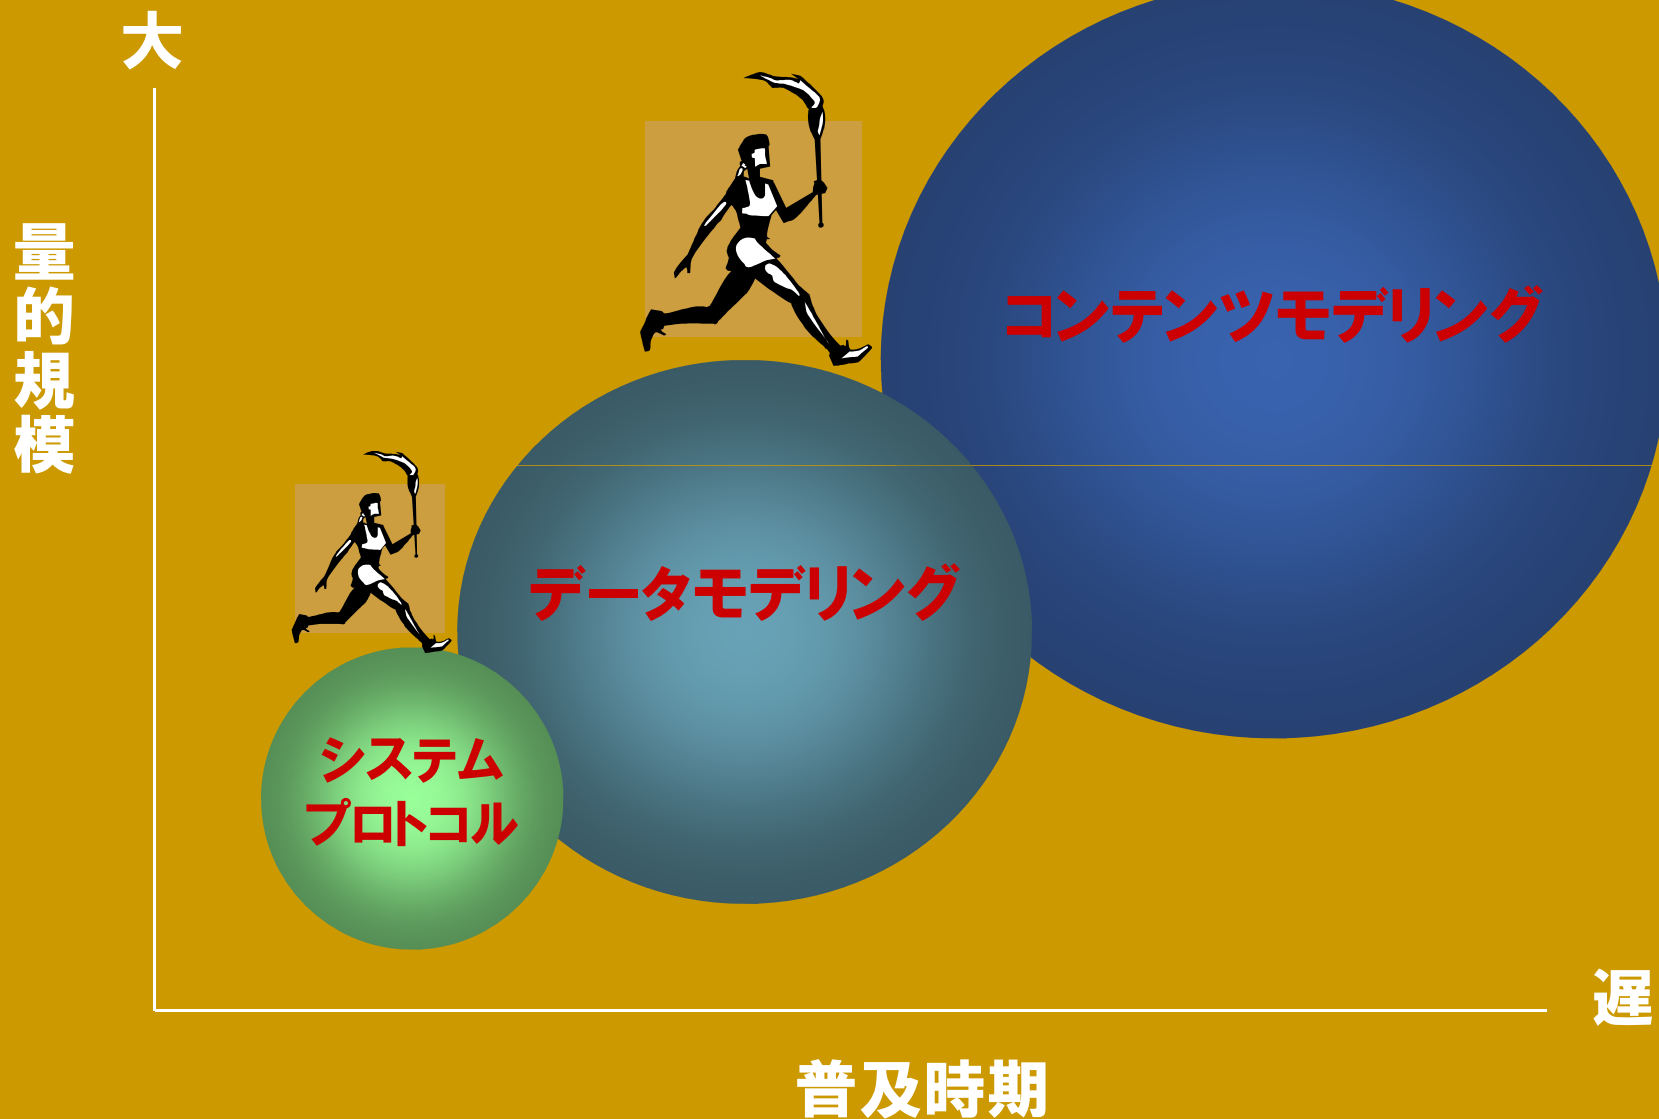 大
量的規模
コンテンツモデリング
データモデリング
システム
プロトコル
遅
普及時期